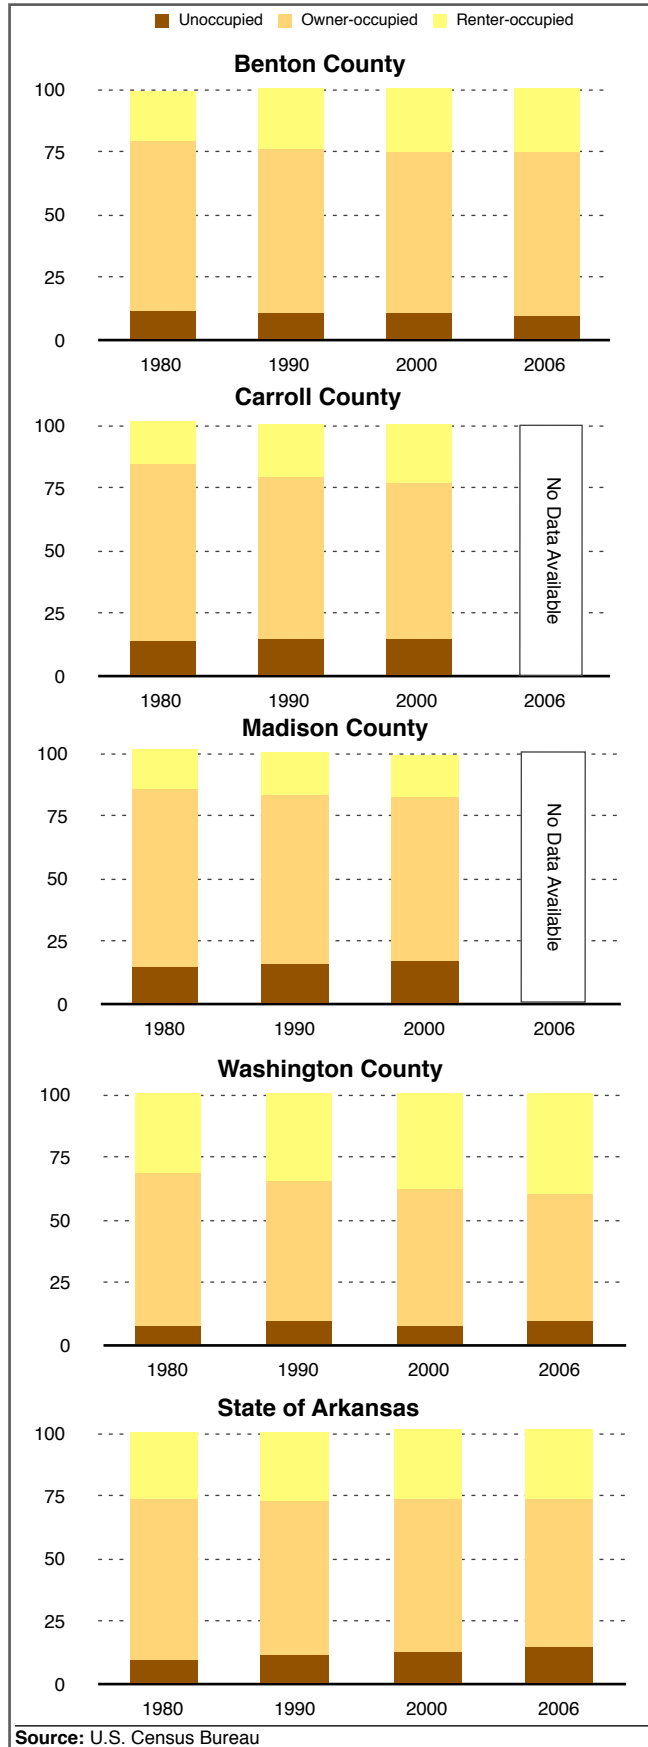 Unoccupied Owner-occupied Renter-occupied
Benton County
100
75
50
25
0
1980 1990 2000 2006
Carroll County
100
75
50
25
0
No Data Available
1980 1990 2000 2006
Madison County
100
75
50
25
0
No Data Available
1980 1990 2000 2006
Washington County
100
75
50
25
0
1980 1990 2000 2006
State of Arkansas
100
75
50
25
0
1980 1990 2000 2006
Source: U.S. Census Bureau